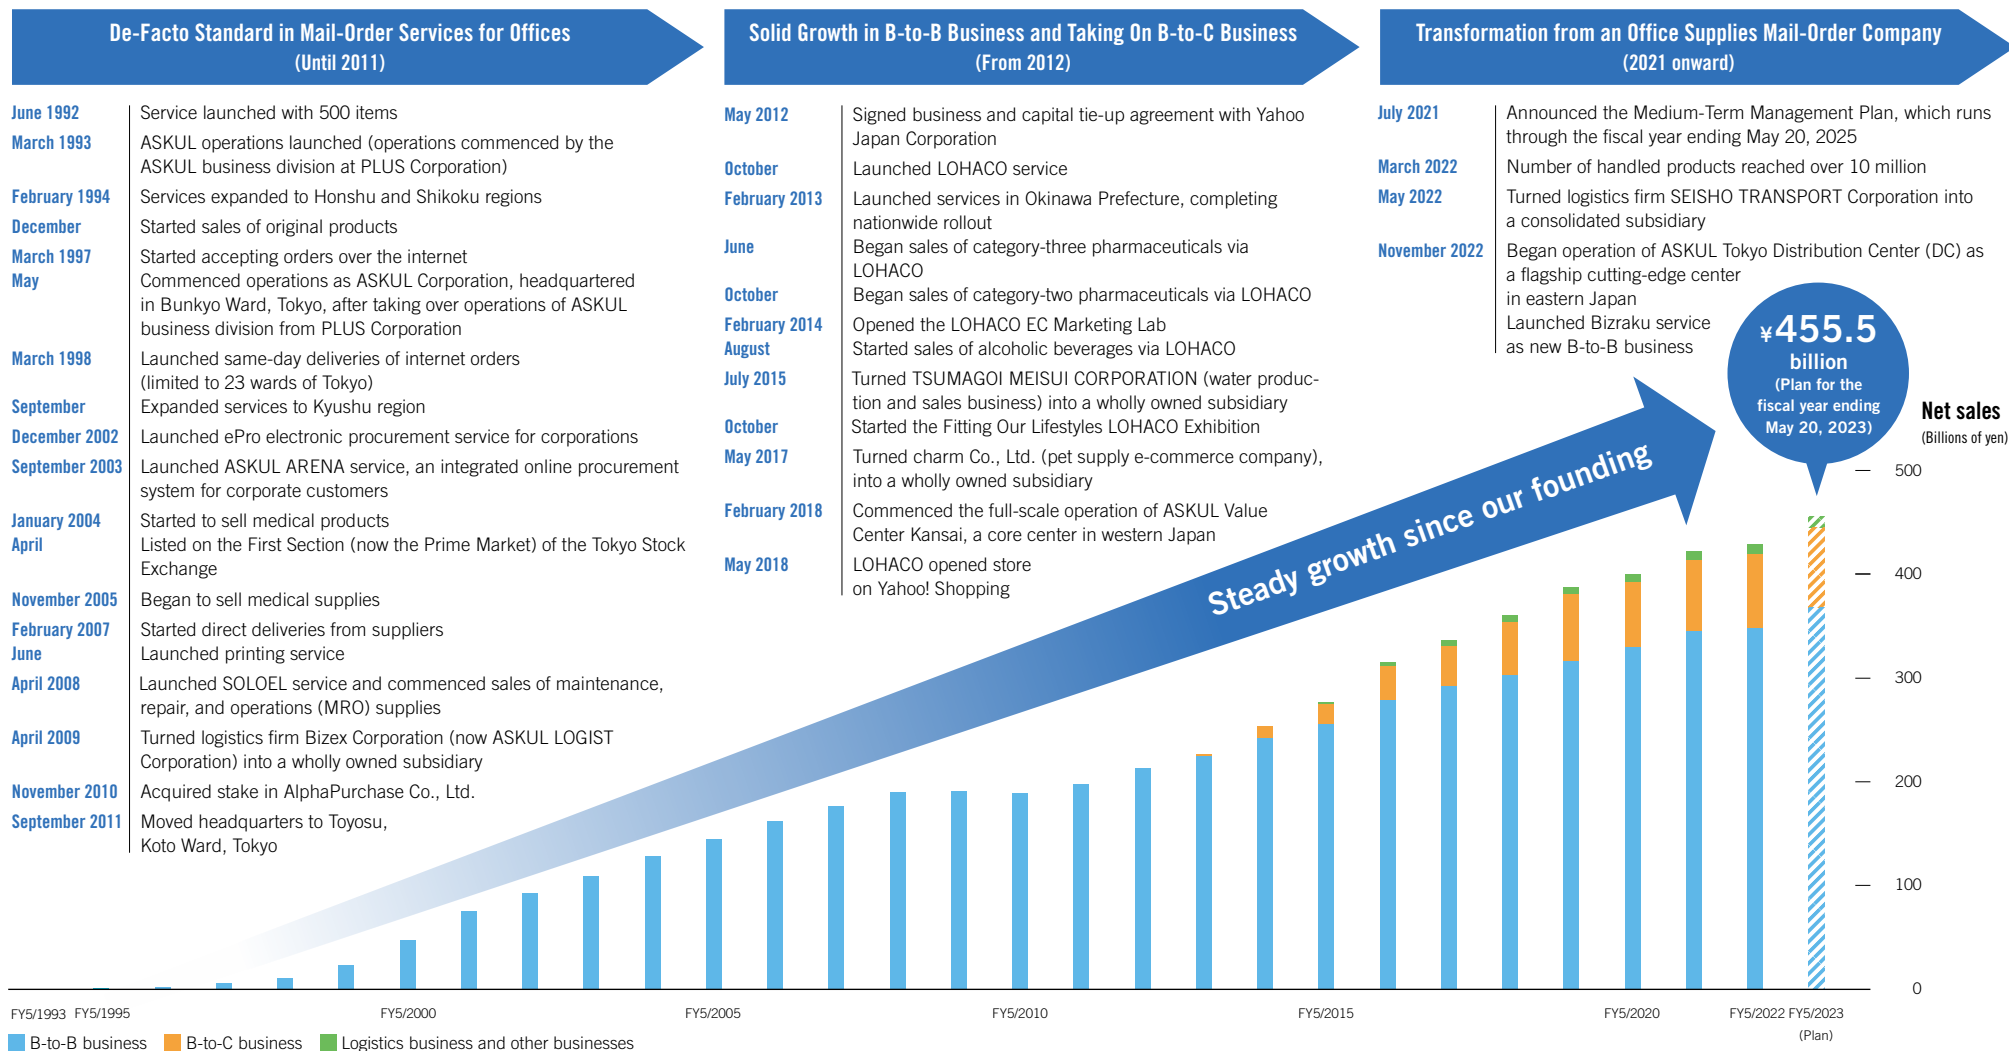 De-Facto Standard in Mail-Order Services for Offices
(Until 2011)
June 1992 Service launched with 500 items
March 1993 ASKUL operations launched (operations commenced by the
ASKUL business division at PLUS Corporation)
February 1994 Services expanded to Honshu and Shikoku regions
December Started sales of original products
March 1997 Started accepting orders over the internet
May Commenced operations as ASKUL Corporation, headquartered
in Bunkyo Ward, Tokyo, after taking over operations of ASKUL
business division from PLUS Corporation
March 1998 Launched same-day deliveries of internet orders
(limited to 23 wards of Tokyo)
September Expanded services to Kyushu region
December 2002 Launched ePro electronic procurement service for corporations
September 2003 Launched ASKUL ARENA service, an integrated online procurement
system for corporate customers
January 2004 Started to sell medical products
April Listed on the First Section (now the Prime Market) of the Tokyo Stock
Exchange
November 2005 Began to sell medical supplies
February 2007 Started direct deliveries from suppliers
June Launched printing service
April 2008 Launched SOLOEL service and commenced sales of maintenance,
repair, and operations (MRO) supplies
April 2009 Turned logistics firm Bizex Corporation (now ASKUL LOGIST
Corporation) into a wholly owned subsidiary
November 2010 Acquired stake in AlphaPurchase Co., Ltd.
September 2011 Moved headquarters to Toyosu,
Koto Ward, Tokyo
Solid Growth in B-to-B Business and Taking On B-to-C Business
(From 2012)
May 2012 Signed business and capital tie-up agreement with Yahoo
Japan Corporation
October Launched LOHACO service
February 2013 Launched services in Okinawa Prefecture, completing
nationwide rollout
June Began sales of category-three pharmaceuticals via
LOHACO
October Began sales of category-two pharmaceuticals via LOHACO
February 2014 Opened the LOHACO EC Marketing Lab
August Started sales of alcoholic beverages via LOHACO
July 2015 Turned TSUMAGOI MEISUI CORPORATION (water produc-
tion and sales business) into a wholly owned subsidiary
October Started the Fitting Our Lifestyles LOHACO Exhibition
May 2017 Turned charm Co., Ltd. (pet supply e-commerce company),
into a wholly owned subsidiary
February 2018 Commenced the full-scale operation of ASKUL Value
Center Kansai, a core center in western Japan
May 2018 LOHACO opened store
on Yahoo! Shopping
Transformation from an Office Supplies Mail-Order Company
(2021 onward)
July 2021 Announced the Medium-Term Management Plan, which runs
through the fiscal year ending May 20, 2025
March 2022 Number of handled products reached over 10 million
May 2022 Turned logistics firm SEISHO TRANSPORT Corporation into
a consolidated subsidiary
November 2022 Began operation of ASKUL Tokyo Distribution Center (DC) as
a flagship cutting-edge center
in eastern Japan
Launched Bizraku service
as new B-to-B business
¥455.5
billion
(Plan for the
fiscal year ending
May 20, 2023)
Steady growth since our founding
Net sales
(Billions of yen)
500
400
300
200
100
0
FY5/1993 FY5/1995 FY5/2000 FY5/2005 FY5/2010 FY5/2015 FY5/2020 FY5/2022 FY5/2023
(Plan)
B-to-B business B-to-C business Logistics business and other businesses